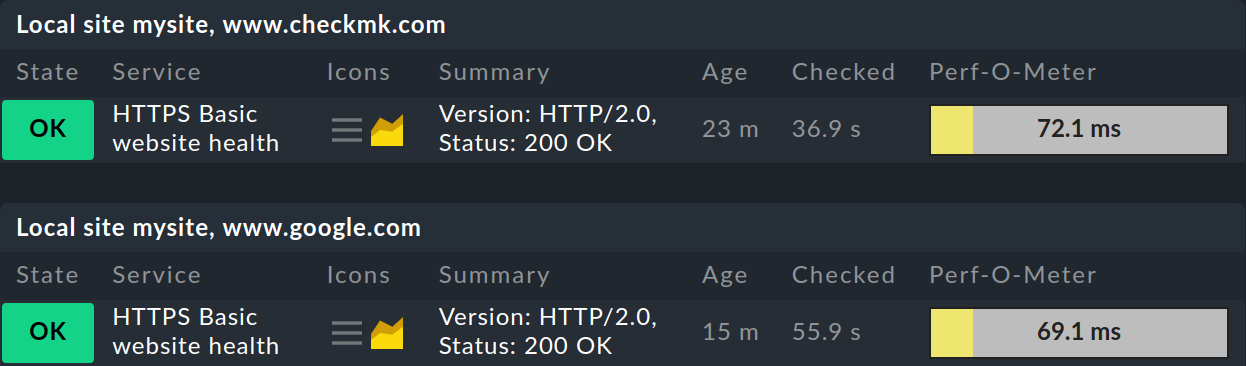 Local site mysite, www.checkmk.com
State Service Icons Summary Age Checked Perf-O-Meter
OK HTTPS Basic website health Version: HTTP/2.0, Status: 200 OK 23 m 36.9 s 72.1 ms
Local site mysite, www.google.com
State Service Icons Summary Age Checked Perf-O-Meter
OK HTTPS Basic website health Version: HTTP/2.0, Status: 200 OK 15 m 55.9 s 69.1 ms